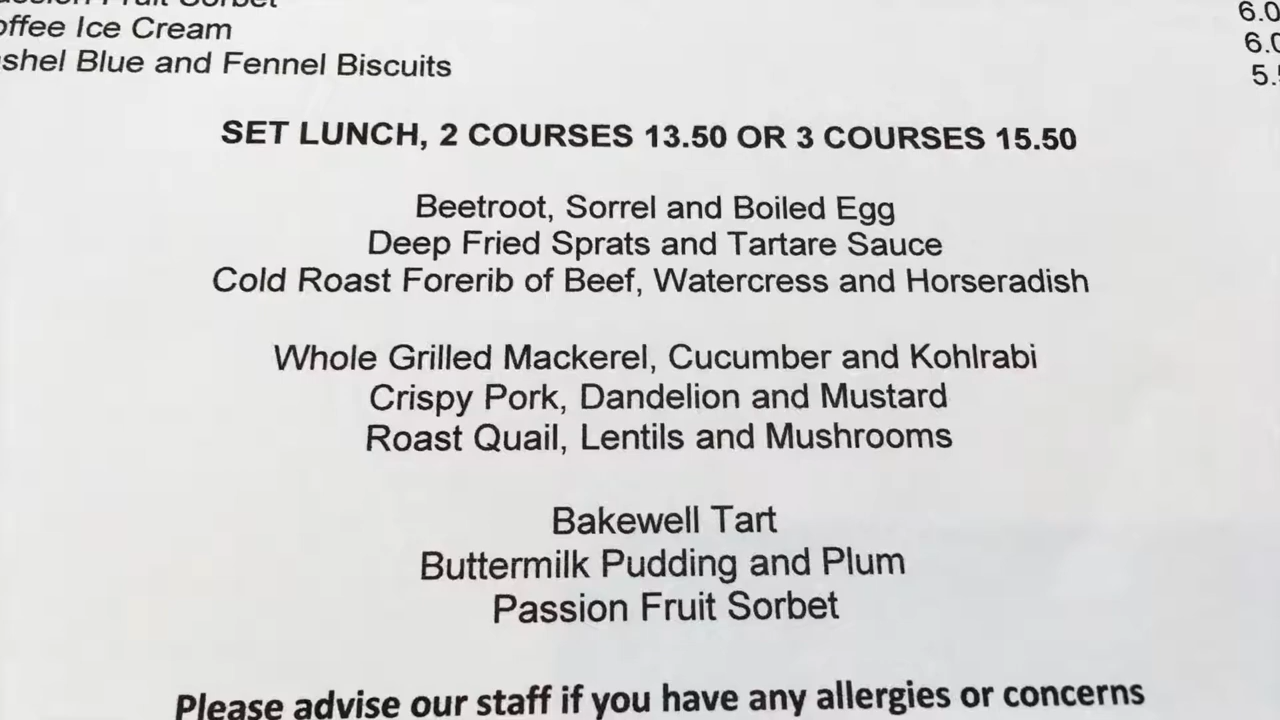 Ice Cream
Blue and Fennel Biscuits
SET LUNCH, 2 COURSES 13.50 OR 3 COURSES 15.50
Beetroot, Sorrel and Boiled Egg
Deep Fried Sprats and Tartare Sauce
Cold Roast Forerib of Beef, Watercress and Horseradish
Whole Grilled Mackerel, Cucumber and Kohlrabi
Crispy Pork, Dandelion and Mustard
Roast Quail, Lentils and Mushrooms
Bakewell Tart
Buttermilk Pudding and Plum
Passion Fruit Sorbet
Please advise our staff if you have any allergies or concerns